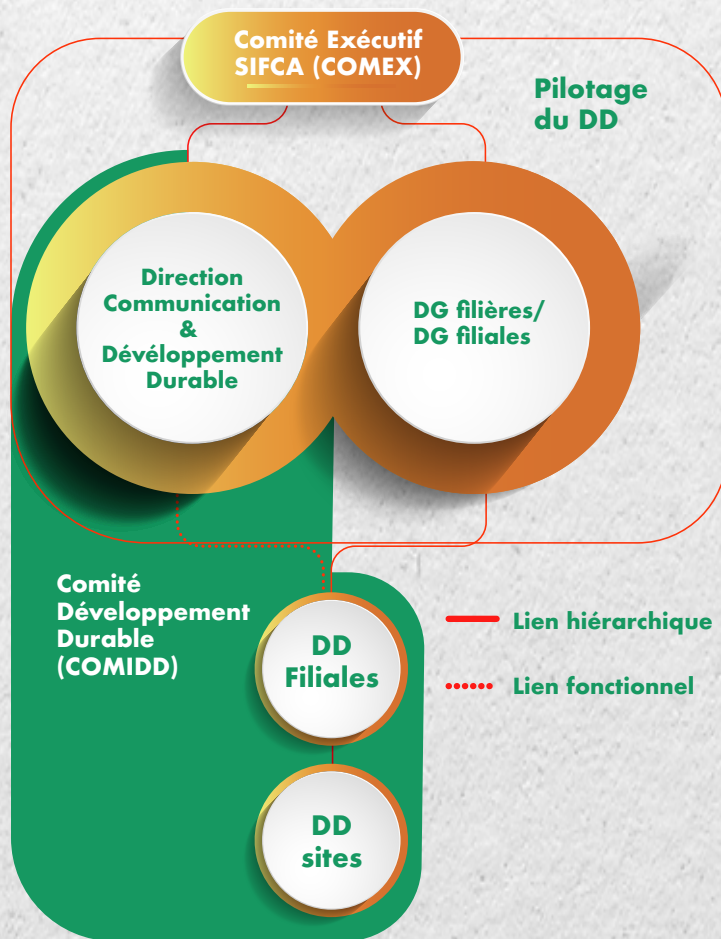 Comité Exécutif
SIFCA (COMEX)
Pilotage
du DD
Direction
Communication
&
Dévéloppement
Durable
DG filières/
DG filiales
Comité
Développement
Durable
(COMIDD)
DD
Filiales
Lien hiérarchique
Lien fonctionnel
DD
sites